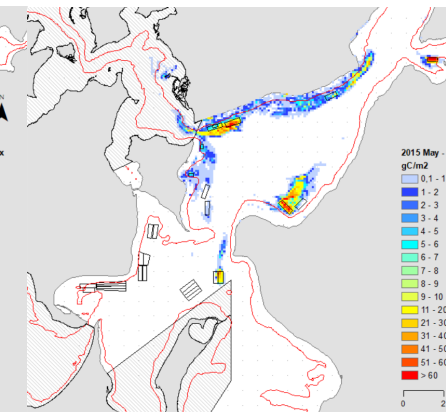 N
x
2015 May -
gC/m2
0,1 - 1
1 - 2
2 - 3
3 - 4
4 - 5
5 - 6
6 - 7
7 - 8
8 - 9
9 - 10
11 - 20
21 - 30
31 - 40
41 - 50
51 - 60
> 60
0 2